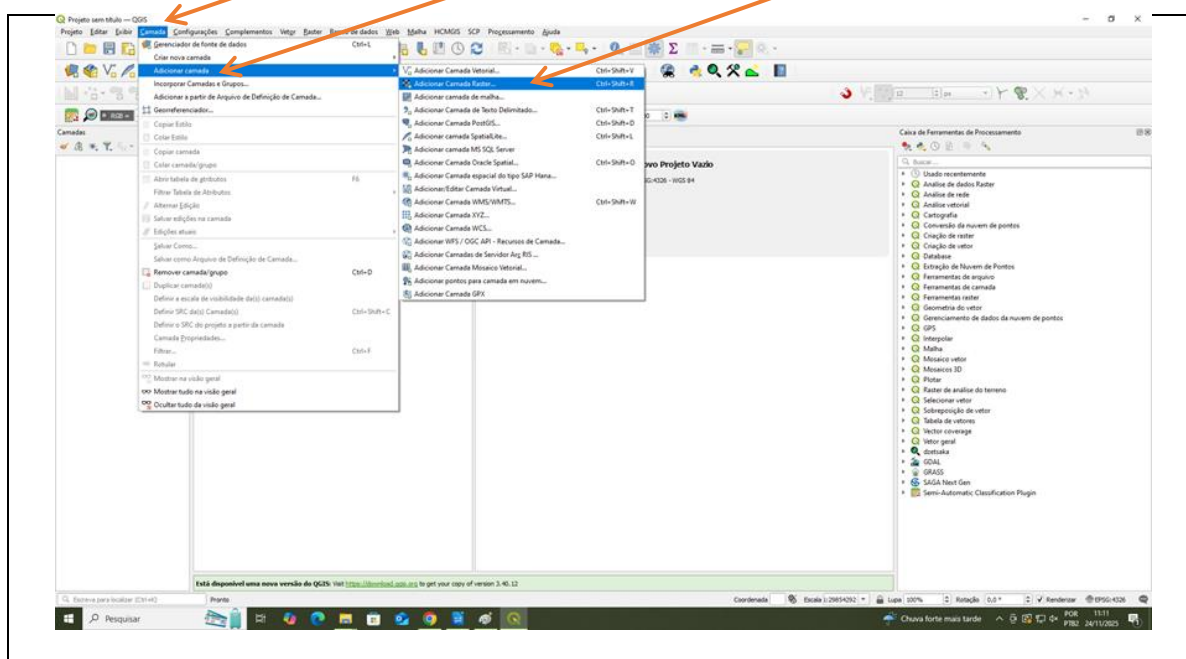 Projeto sem título — QGIS
Projeto Editar Exibir Camada Configurações Complementos Vetor Raster Banco de dados Web Malha HCMGIS SCP Processamento Ajuda
Gerenciador de fonte de dados Ctrl+L
Criar nova camada
Adicionar camada
Incorporar Camadas e Grupos...
Adicionar a partir de Arquivo de Definição de Camada...
Georreferenciador...
Copiar Estilo
Colar Estilo
Copiar camada
Colar camada/grupo
Abrir tabela de atributos F6
Filtrar Tabela de Atributos
Alternar Edição
Salvar edições na camada
Edições atuais
Salvar Como...
Salvar como Arquivo de Definição de Camada...
Remover camada/grupo Ctrl+D
Duplicar camada(s)
Definir a escala de visibilidade da(s) camada(s)
Definir SRC da(s) Camada(s) Ctrl+Shift+C
Definir o SRC do projeto a partir da camada
Camada Propriedades...
Filtrar... Ctrl+F
Rotular
Mostrar na visão geral
Mostrar tudo na visão geral
Ocultar tudo da visão geral
Adicionar Camada Vetorial... Ctrl+Shift+V
Adicionar Camada Raster... Ctrl+Shift+R
Adicionar camada de malha...
Adicionar Camada de Texto Delimitado... Ctrl+Shift+T
Adicionar Camada PostGIS... Ctrl+Shift+D
Adicionar camada SpatiaLite... Ctrl+Shift+L
Adicionar camada MS SQL Server
Adicionar Camada Oracle Spatial... Ctrl+Shift+O
Adicionar Camada espacial do tipo SAP Hana...
Adicionar/Editar Camada Virtual...
Adicionar Camada WMS/WMTS... Ctrl+Shift+W
Adicionar Camada XYZ...
Adicionar Camada WCS...
Adicionar WFS / OGC API - Recursos de Camada...
Adicionar Camadas de Servidor Arq RIS ...
Adicionar Camada Mosaico Vetorial...
Adicionar pontos para camada em nuvem...
Adicionar Camada GPX
RGB
Camadas
12 px
ovo Projeto Vazio
SG:4326 - WGS 84
Caixa de Ferramentas de Processamento
Buscar...
Usado recentemente
Análise de dados Raster
Análise de rede
Análise vetorial
Cartografia
Conversão da nuvem de pontos
Criação de raster
Criação de vetor
Database
Extração de Nuvem de Pontos
Ferramentas de arquivo
Ferramentas de camada
Ferramentas raster
Geometria do vetor
Gerenciamento de dados da nuvem de pontos
GPS
Interpolar
Malha
Mosaico vetor
Mosaicos 3D
Plotar
Raster de análise do terreno
Selecionar vetor
Sobreposição de vetor
Tabela de vetores
Vector coverage
Vetor geral
dzetsaka
GDAL
GRASS
SAGA Next Gen
Semi-Automatic Classification Plugin
Está disponível uma nova versão do QGIS: Visit https://download.qgis.org to get your copy of version 3.40.12
Escreva para localizar (Ctrl+K) Pronto Coordenada Escala 1:29854292 Lupa 100% Rotação 0,0 ° Renderizar EPSG:4326
Pesquisar Chuva forte mais tarde POR 11:11
PTB2 24/11/2025